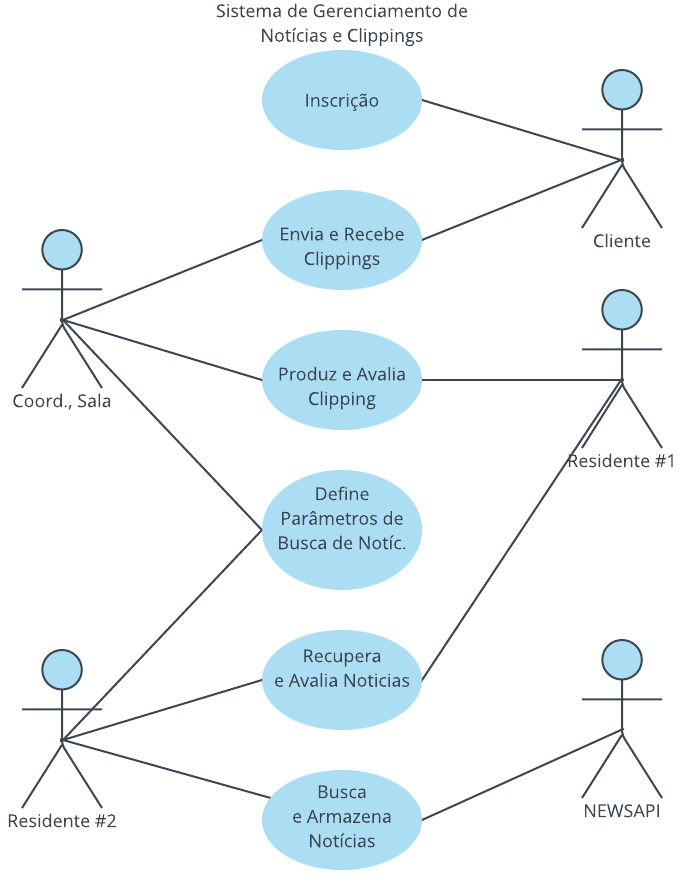 Sistema de Gerenciamento de
Notícias e Clippings
Inscrição
Cliente
Envia e Recebe
Clippings
Coord., Sala
Produz e Avalia
Clipping
Residente #1
Define
Parâmetros de
Busca de Notíc.
Recupera
e Avalia Noticias
Residente #2
Busca
e Armazena
Notícias
NEWSAPI